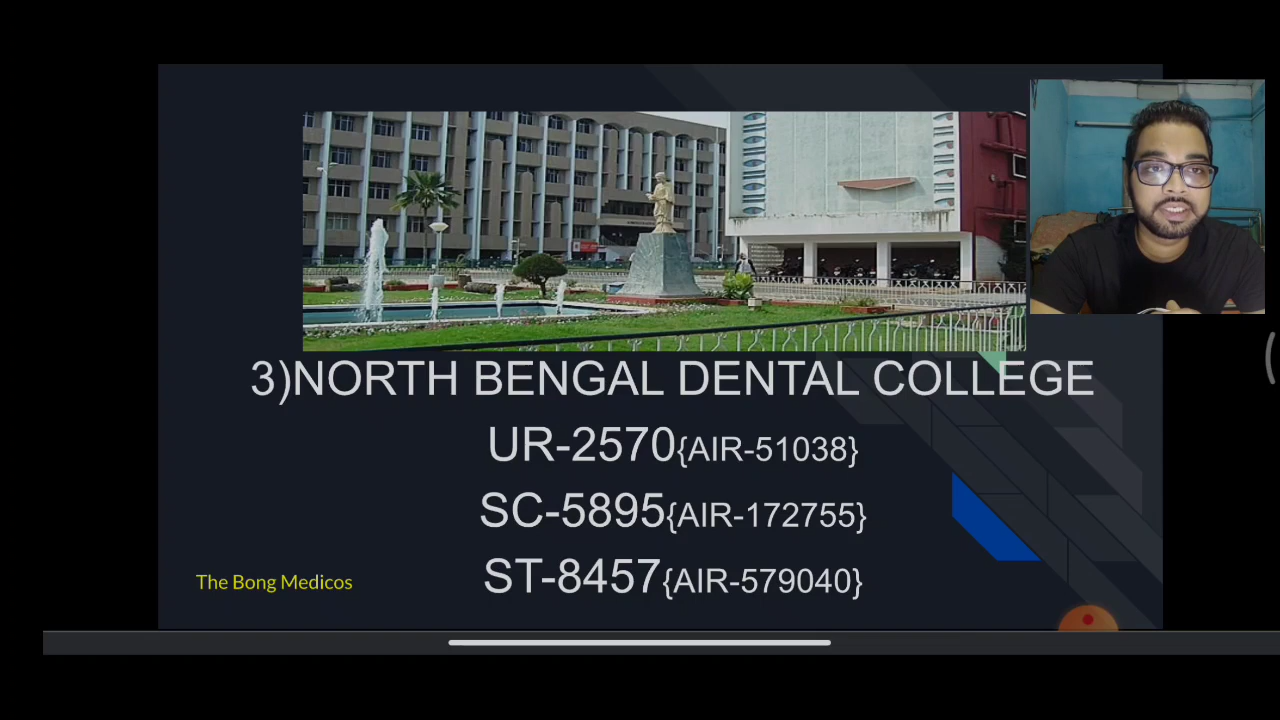 3)NORTH BENGAL DENTAL COLLEGE
UR-2570{AIR-51038}
SC-5895{AIR-172755}
ST-8457{AIR-579040}
The Bong Medicos